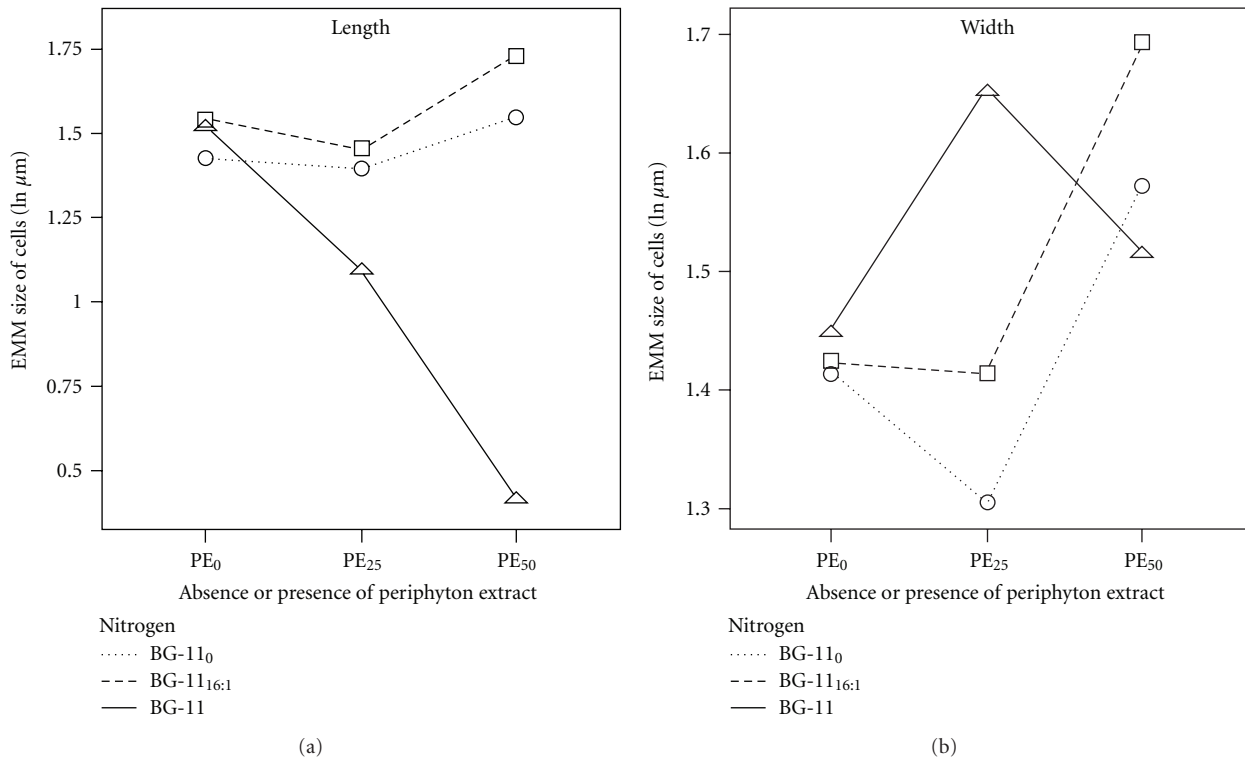 Length
1.75
1.5
1.25
1
0.75
0.5
EMM size of cells (ln μm)
PE₀ PE₂₅ PE₅₀
Absence or presence of periphyton extract
Nitrogen
BG-11₀
BG-11₁₆:₁
BG-11
(a)
Width
1.7
1.6
1.5
1.4
1.3
EMM size of cells (ln μm)
PE₀ PE₂₅ PE₅₀
Absence or presence of periphyton extract
Nitrogen
BG-11₀
BG-11₁₆:₁
BG-11
(b)